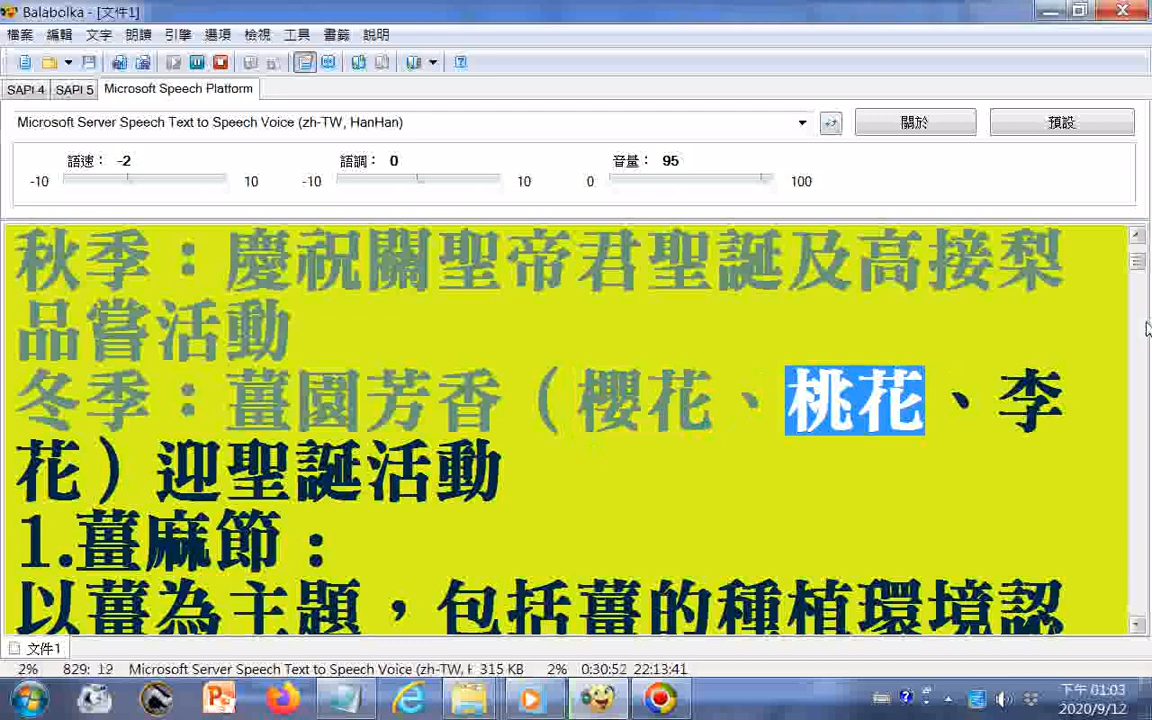 Balabolka - [文件1]
檔案 編輯 文字 朗讀 引擎 選項 檢視 工具 書籤 說明
SAPI 4 SAPI 5 Microsoft Speech Platform
Microsoft Server Speech Text to Speech Voice (zh-TW, HanHan) 關於 預設
語速： -2 語調： 0 音量： 95
-10 10 -10 10 0 100
秋季：慶祝關聖帝君聖誕及高接梨
品嘗活動
冬季：薑園芳香（櫻花、桃花、李
花）迎聖誕活動
1.薑麻節：
以薑為主題，包括薑的種植環境認
文件1
2% 829: 19 Microsoft Server Speech Text to Speech Voice (zh-TW, H 315 KB 2% 0:30:52 22:13:41
下午 01:03
2020/9/12